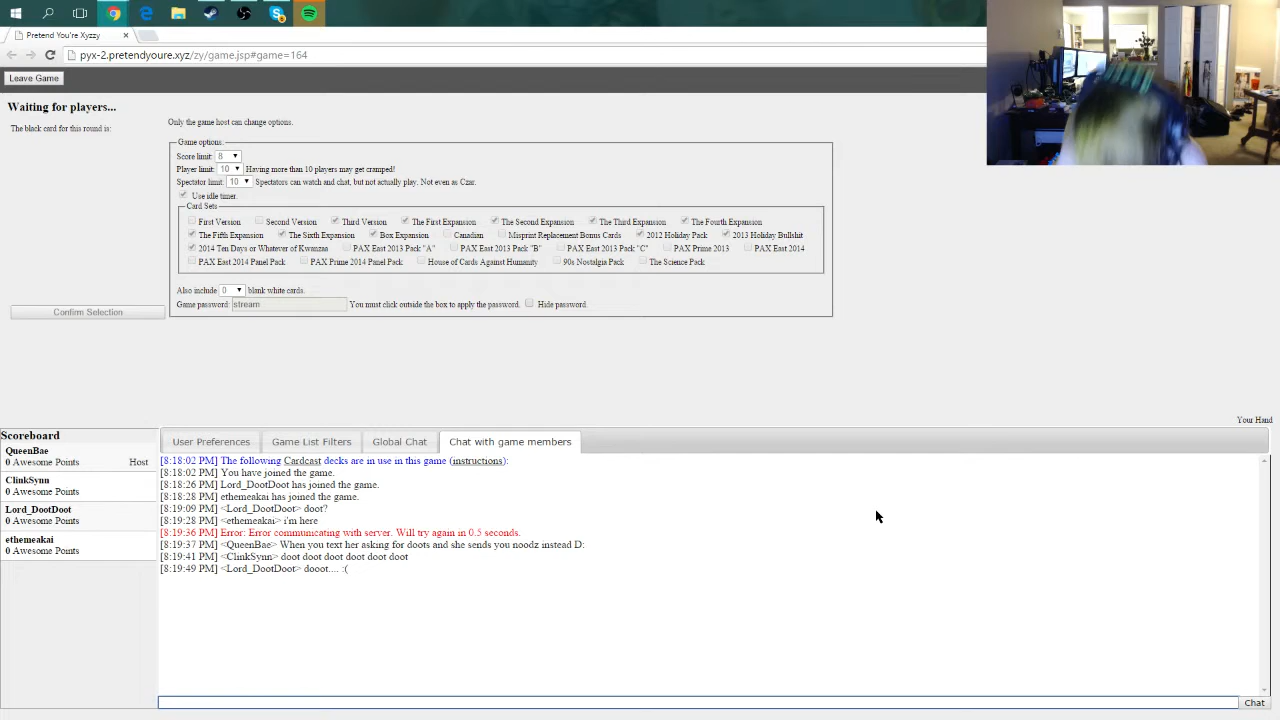 Pretend You're Xyzzy
pyx-2.pretendyoure.xyz/zy/game.jsp#game=164
Leave Game
Waiting for players...
The black card for this round is:
Only the game host can change options.
Game options:
Score limit: 8
Player limit: 10 Having more than 10 players may get cramped!
Spectator limit: 10 Spectators can watch and chat, but not actually play. Not even as Czar.
Use idle timer.
Card Sets
First Version Second Version Third Version The First Expansion The Second Expansion The Third Expansion The Fourth Expansion
The Fifth Expansion The Sixth Expansion Box Expansion Canadian Misprint Replacement Bonus Cards 2012 Holiday Pack 2013 Holiday Bullshit
2014 Ten Days or Whatever of Kwanzaa PAX East 2013 Pack "A" PAX East 2013 Pack "B" PAX East 2013 Pack "C" PAX Prime 2013 PAX East 2014
PAX East 2014 Panel Pack PAX Prime 2014 Panel Pack House of Cards Against Humanity 90s Nostalgia Pack The Science Pack
Also include 0 blank white cards.
Game password: stream You must click outside the box to apply the password. Hide password.
Confirm Selection
Your Hand
Scoreboard
QueenBae
0 Awesome Points Host
ClinkSynn
0 Awesome Points
Lord_DootDoot
0 Awesome Points
ethemeakai
0 Awesome Points
User Preferences Game List Filters Global Chat Chat with game members
[8:18:02 PM] The following Cardcast decks are in use in this game (instructions):
[8:18:02 PM] You have joined the game.
[8:18:26 PM] Lord_DootDoot has joined the game.
[8:18:28 PM] ethemeakai has joined the game.
[8:19:09 PM] <Lord_DootDoot> doot?
[8:19:28 PM] <ethemeakai> i'm here
[8:19:36 PM] Error: Error communicating with server. Will try again in 0.5 seconds.
[8:19:37 PM] <QueenBae> When you text her asking for doots and she sends you noodz instead D:
[8:19:41 PM] <ClinkSynn> doot doot doot doot doot doot
[8:19:49 PM] <Lord_DootDoot> dooot.... :(
Chat